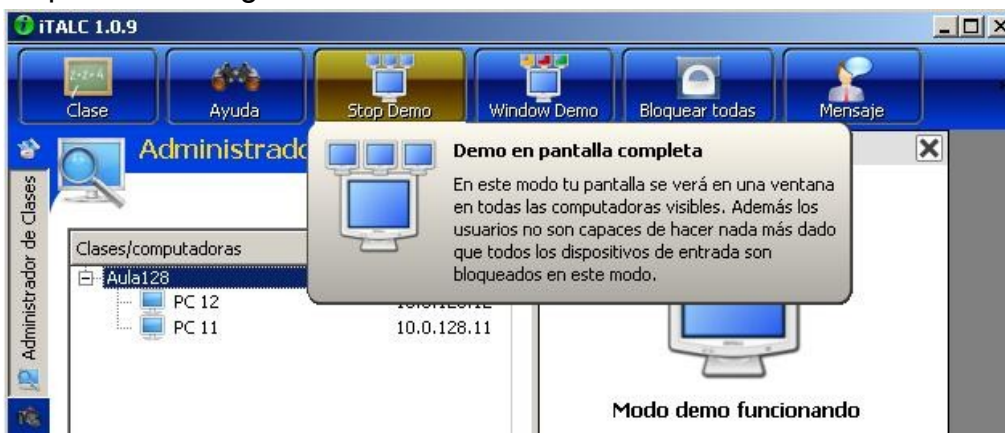 iTALC 1.0.9
Clase
Ayuda
Stop Demo
Window Demo
Bloquear todas
Mensaje
Administrador de Clases
Demo en pantalla completa
En este modo tu pantalla se verá en una ventana
en todas las computadoras visibles. Además los
usuarios no son capaces de hacer nada más dado
que todos los dispositivos de entrada son
bloqueados en este modo.
Clases/computadoras
Aula128
PC 12
PC 11 10.0.128.11
Modo demo funcionando